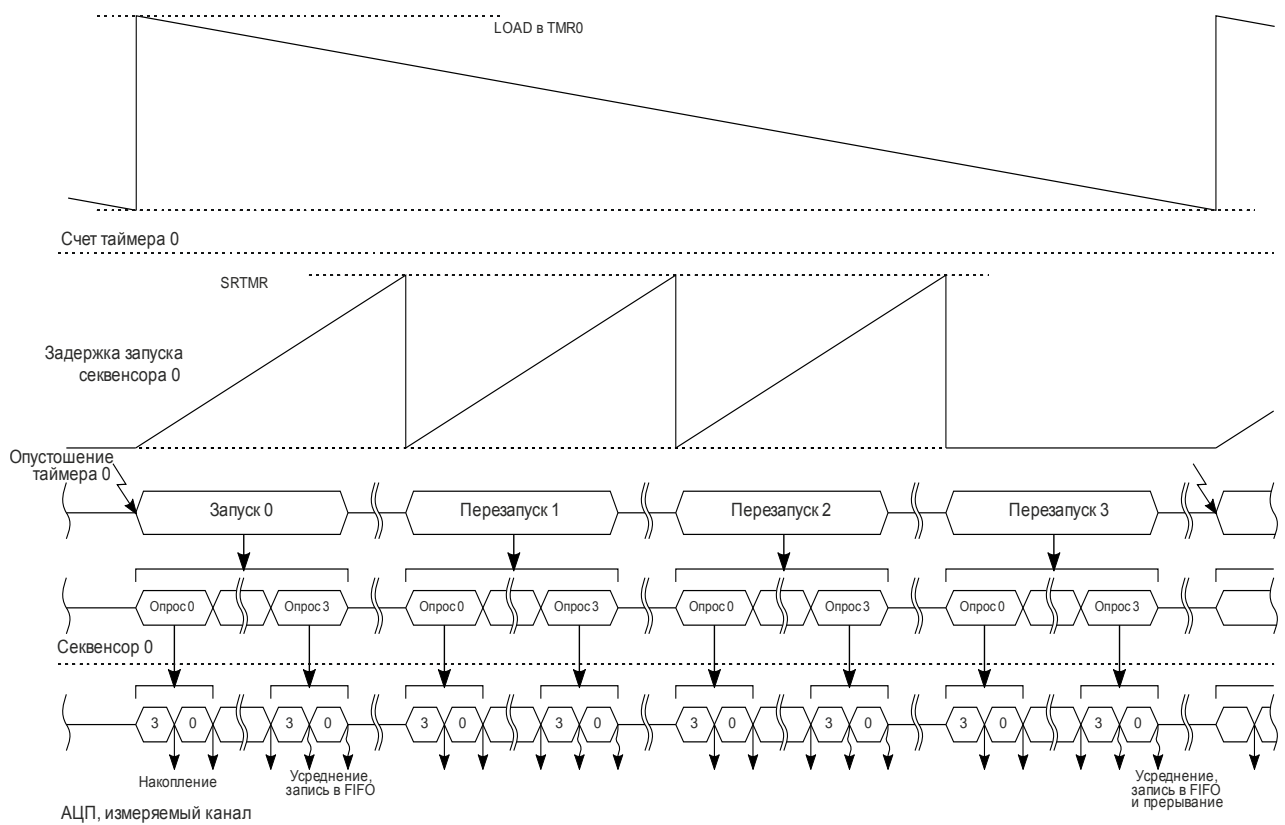 LOAD в TMR0
Счет таймера 0
SRTMR
Задержка запуска
секвенсора 0
Опустошение
таймера 0
Запуск 0
Перезапуск 1
Перезапуск 2
Перезапуск 3
Опрос 0
Опрос 3
Опрос 0
Опрос 3
Опрос 0
Опрос 3
Опрос 0
Опрос 3
Секвенсор 0
3 0 3 0 3 0 3 0 3 0 3 0 3 0 3 0
Накопление
Усреднение,
запись в FIFO
Усреднение,
запись в FIFO
и прерывание
АЦП, измеряемый канал